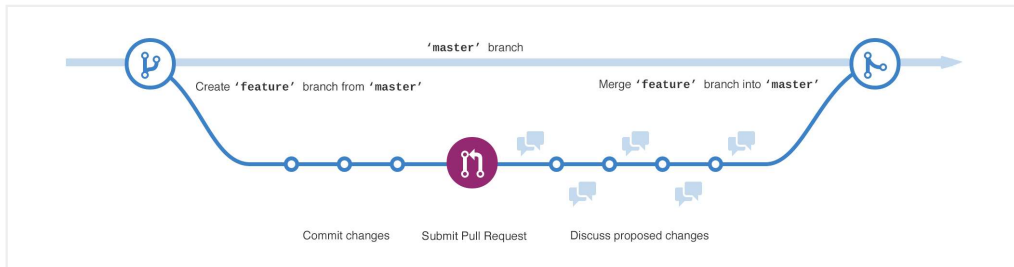 ‘master’ branch
Create ‘feature’ branch from ‘master’
Merge ‘feature’ branch into ‘master’
Commit changes
Submit Pull Request
Discuss proposed changes